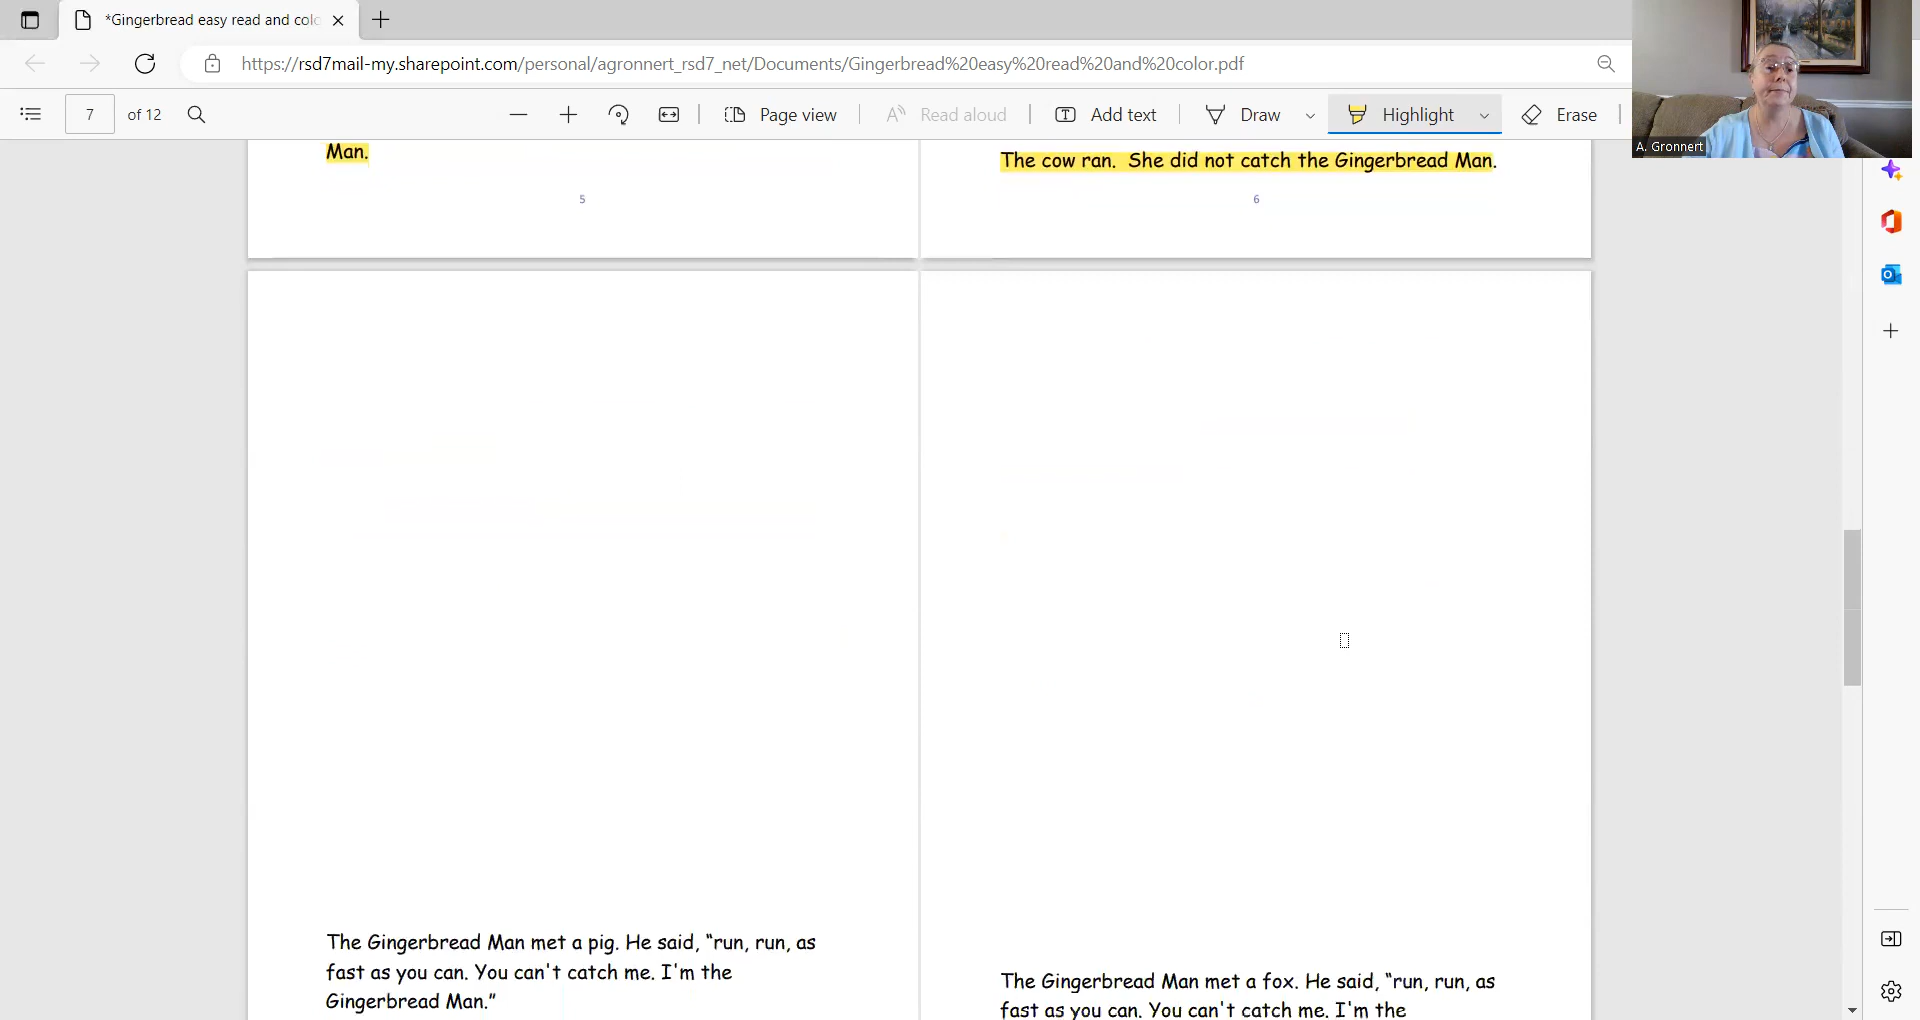 *Gingerbread easy read and colo
https://rsd7mail-my.sharepoint.com/personal/agronnert_rsd7_net/Documents/Gingerbread%20easy%20read%20and%20color.pdf
7 of 12 Page view Read aloud Add text Draw Highlight Erase
A. Gronnert
Man.
5
The cow ran. She did not catch the Gingerbread Man.
6
The Gingerbread Man met a pig. He said, “run, run, as
fast as you can. You can't catch me. I'm the
Gingerbread Man.”
The Gingerbread Man met a fox. He said, “run, run, as
fast as you can. You can't catch me. I'm the